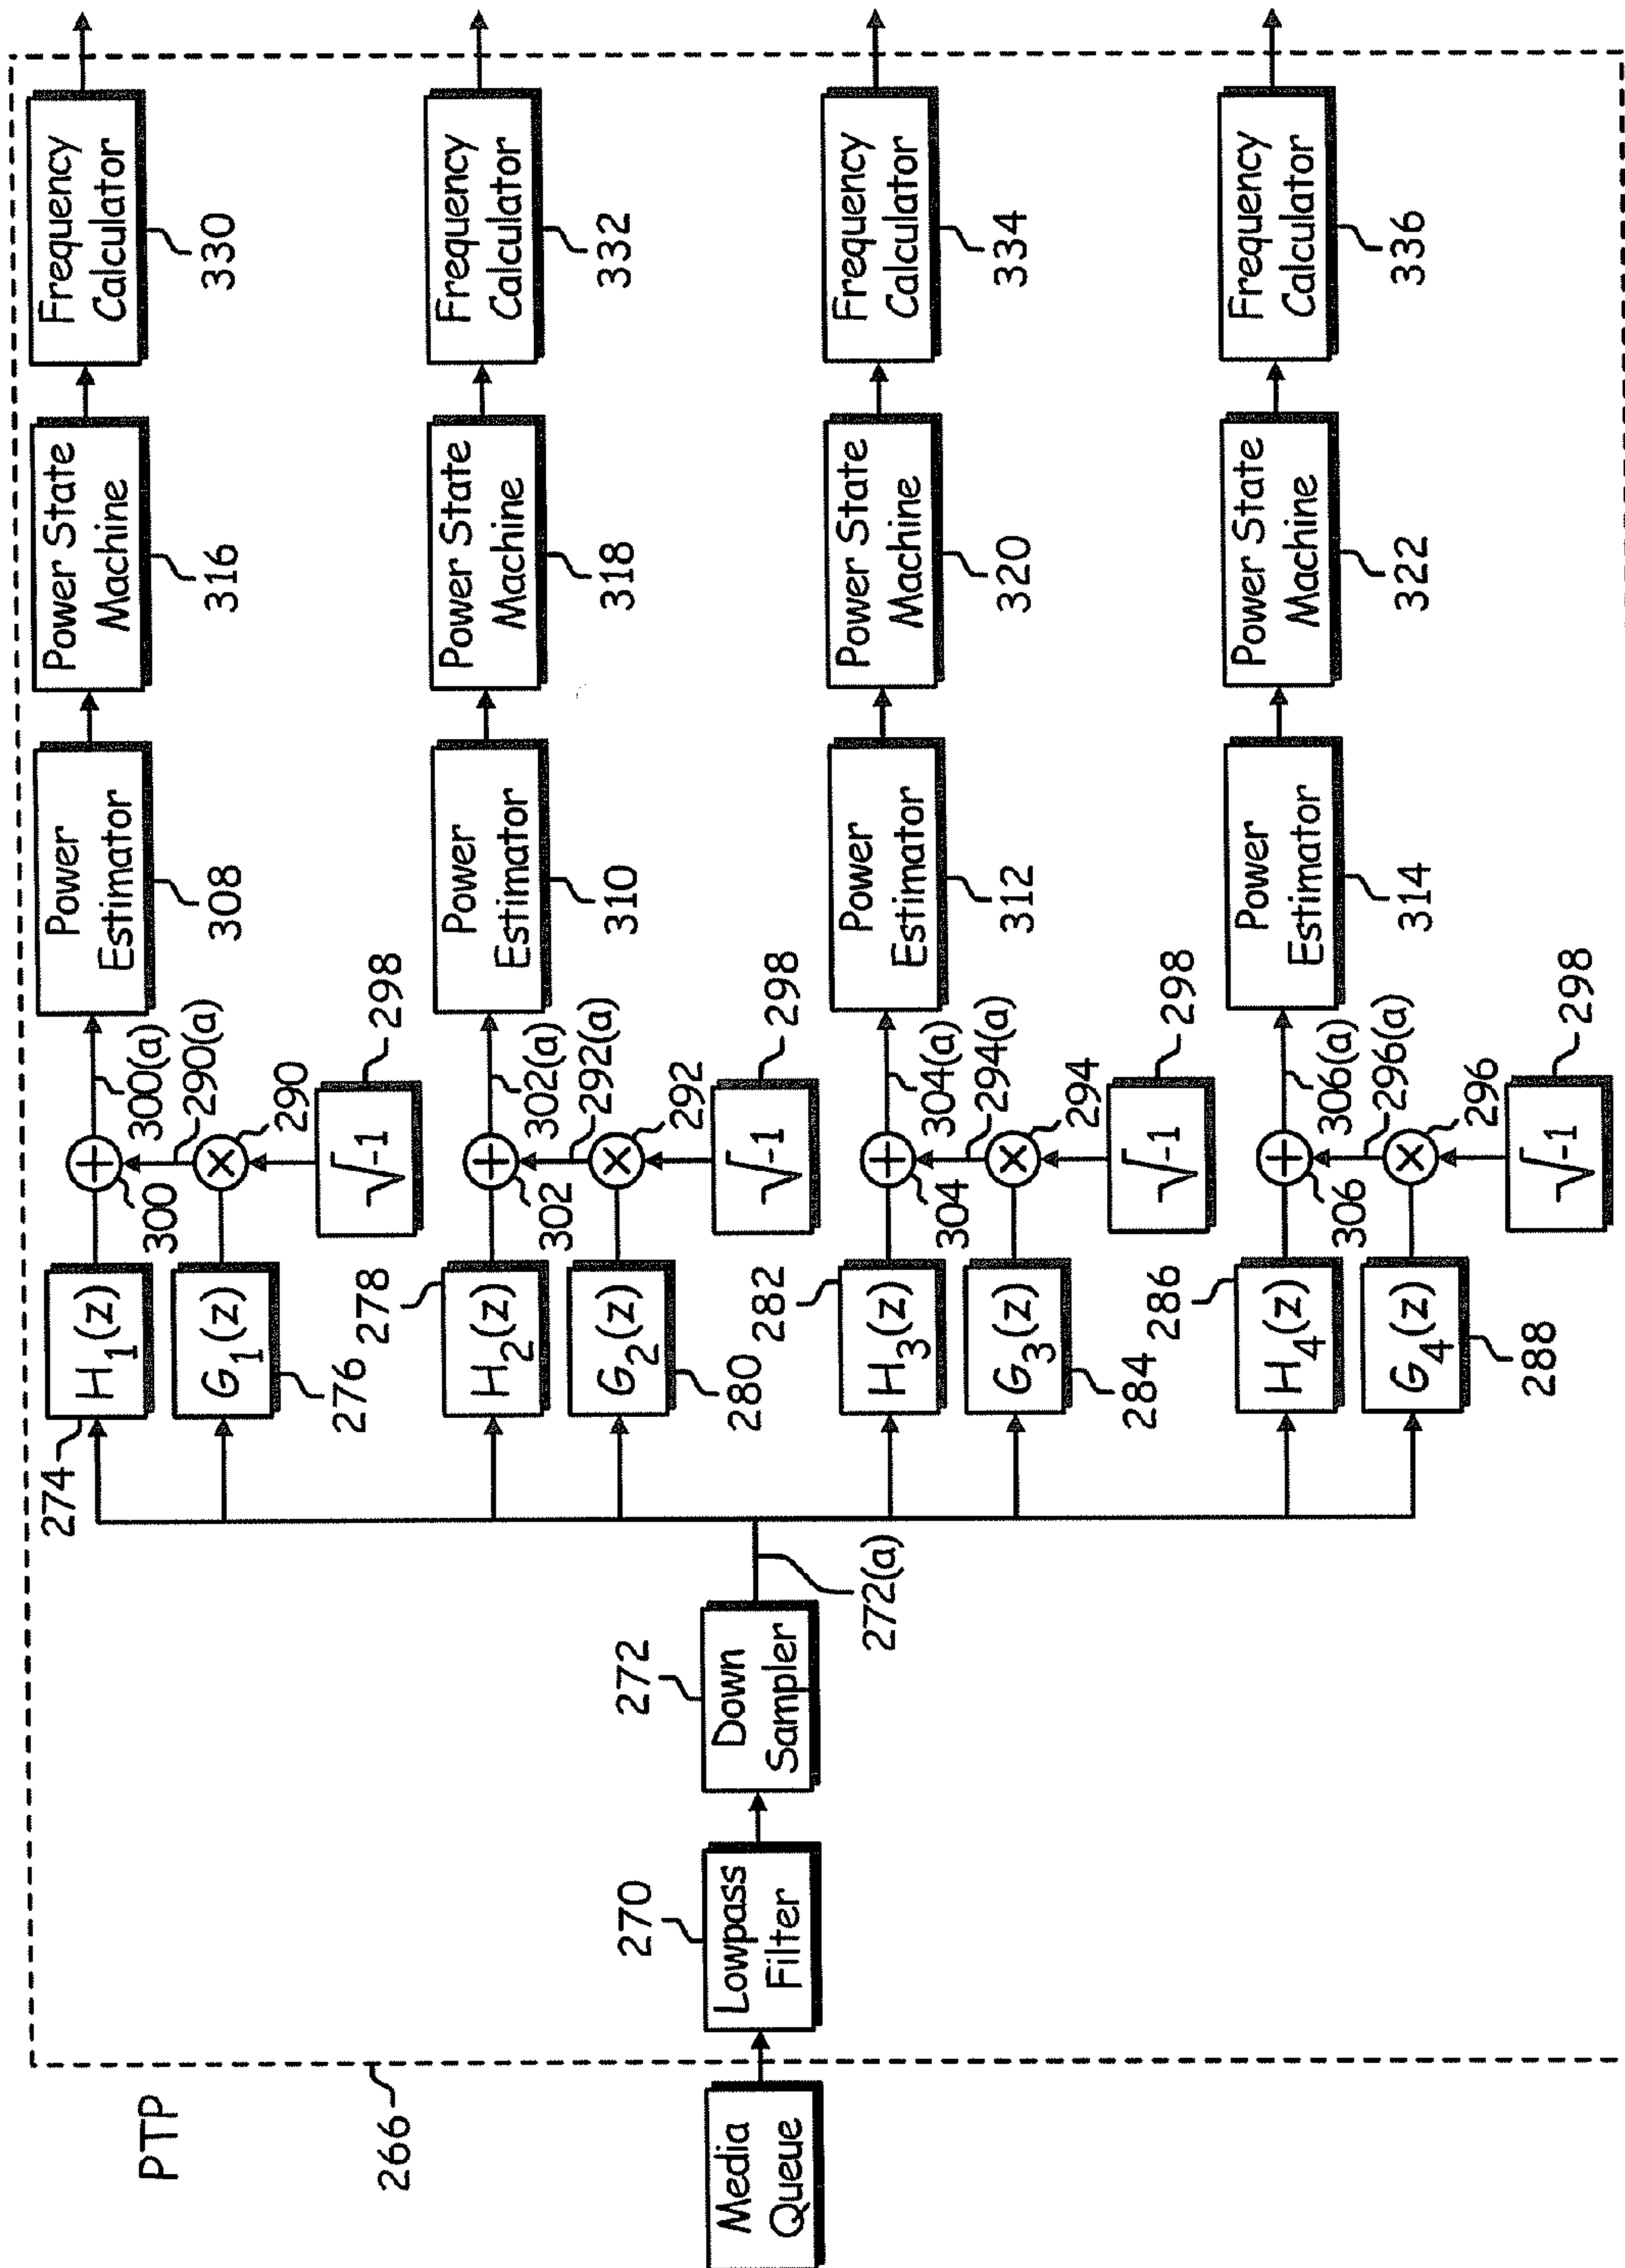 PTP
266
Media
Queue
270
Lowpass
Filter
272
Down
Sampler
272(a)
274
H1(z)
300
300(a)
290(a)
G1(z)
276
290
√-1
298
Power
Estimator
308
Power State
Machine
316
Frequency
Calculator
330
278
H2(z)
302
302(a)
292(a)
G2(z)
280
292
√-1
298
Power
Estimator
310
Power State
Machine
318
Frequency
Calculator
332
282
H3(z)
304
304(a)
294(a)
G3(z)
284
294
√-1
298
Power
Estimator
312
Power State
Machine
320
Frequency
Calculator
334
286
H4(z)
306
306(a)
296(a)
G4(z)
288
296
√-1
298
Power
Estimator
314
Power State
Machine
322
Frequency
Calculator
336